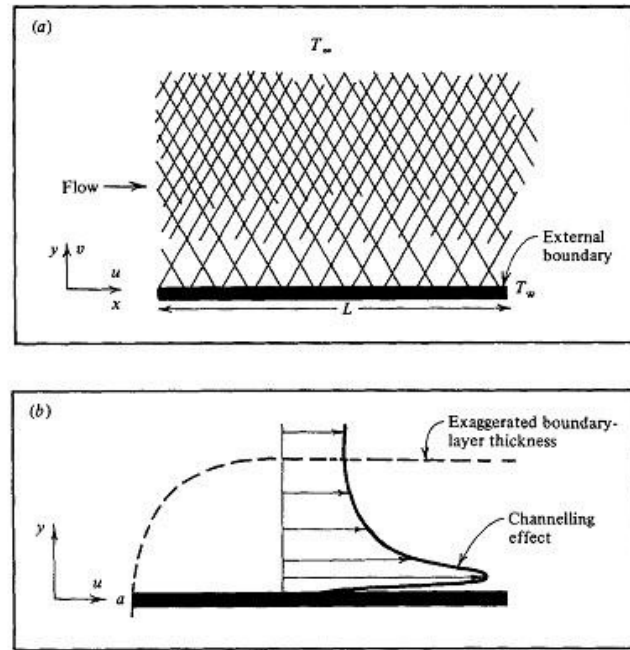 (a)
T∞
Flow
y
v
u
x
External
boundary
T_w
L
(b)
Exaggerated boundary-
layer thickness
y
Channelling
effect
u
a